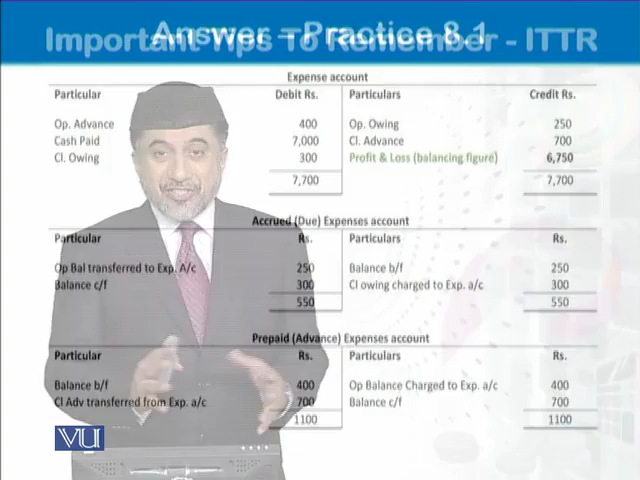 Important Tips To Remember - ITTR
Answer – Practice 8.1
Expense account
Particular Debit Rs. Particulars Credit Rs.
Op. Advance 400 Op. Owing 250
Cash Paid 7,000 Cl. Advance 700
Cl. Owing 300 Profit & Loss (balancing figure) 6,750
7,700 7,700
Accrued (Due) Expenses account
Particular Rs. Particulars Rs.
Op Bal transferred to Exp. A/c 250 Balance b/f 250
Balance c/f 300 Cl owing charged to Exp. a/c 300
550 550
Prepaid (Advance) Expenses account
Particular Rs. Particulars Rs.
Balance b/f 400 Op Balance Charged to Exp. a/c 400
Cl Adv transferred from Exp. a/c 700 Balance c/f 700
1100 1100
VU